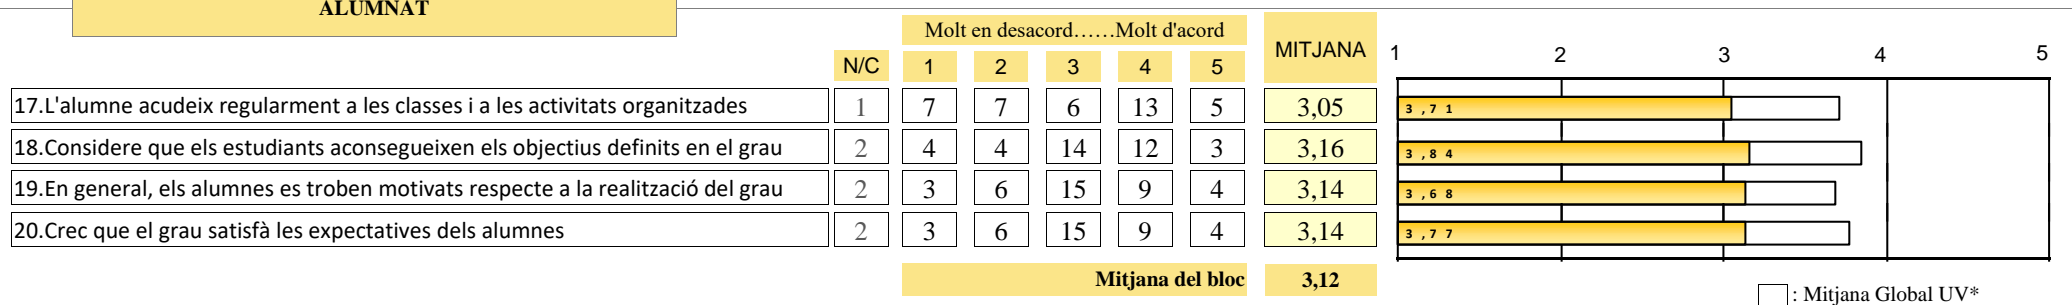 ALUMNAT
Molt en desacord……Molt d'acord
MITJANA
N/C 1 2 3 4 5
1 2 3 4 5
17.L'alumne acudeix regularment a les classes i a les activitats organitzades 1 7 7 6 13 5 3,05 3,71
18.Considere que els estudiants aconsegueixen els objectius definits en el grau 2 4 4 14 12 3 3,16 3,84
19.En general, els alumnes es troben motivats respecte a la realització del grau 2 3 6 15 9 4 3,14 3,68
20.Crec que el grau satisfà les expectatives dels alumnes 2 3 6 15 9 4 3,14 3,77
Mitjana del bloc 3,12
: Mitjana Global UV*